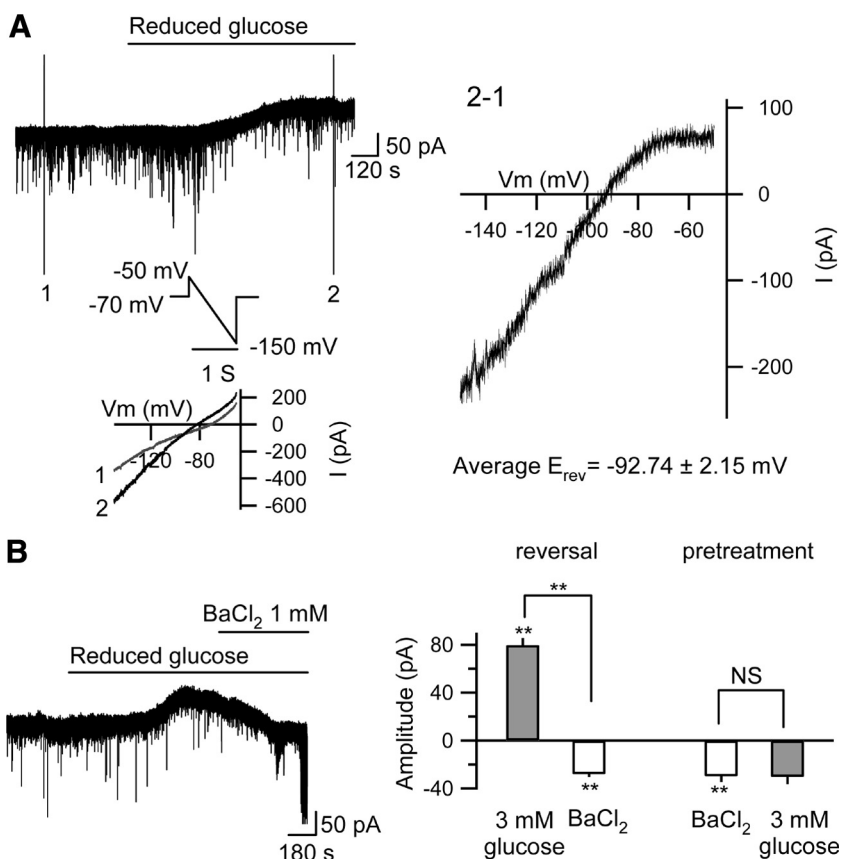 A
Reduced glucose
50 pA
120 s
1
2
-50 mV
-70 mV
-150 mV
1 S
Vm (mV)
200
0
-200
-400
-600
-120 -80
I (pA)
1
2
2-1
100
0
-100
-200
Vm (mV)
-140 -120 -100 -80 -60
I (pA)
Average Erev= -92.74 ± 2.15 mV
B
BaCl2 1 mM
Reduced glucose
50 pA
180 s
reversal pretreatment
**
**
NS
80
40
0
-40
Amplitude (pA)
**
**
3 mM glucose
BaCl2
BaCl2
3 mM glucose